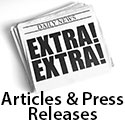 DAILY NEWS
EXTRA!
EXTRA!
Articles & Press
Releases